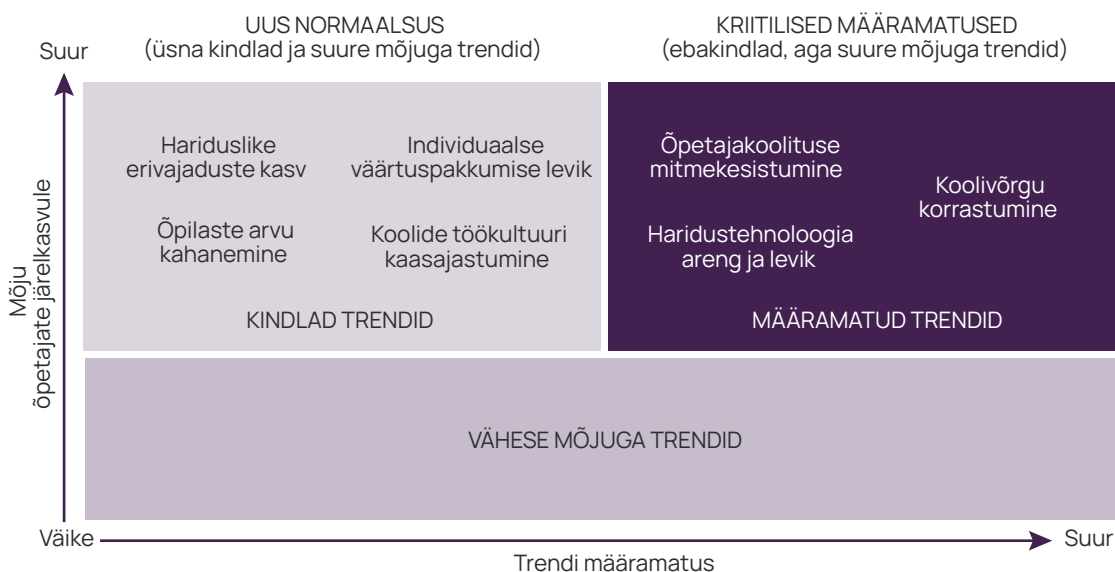 UUS NORMAALSUS
(üsna kindlad ja suure mõjuga trendid)
KRIITILISED MÄÄRAMATUSED
(ebakindlad, aga suure mõjuga trendid)
Suur
Hariduslike
erivajaduste kasv
Individuaalse
väärtuspakkumise levik
Õpilaste arvu
kahanemine
Koolide töökultuuri
kaasajastumine
KINDLAD TRENDID
Õpetajakoolituse
mitmekesistumine
Koolivõrgu
korrastumine
Haridustehnoloogia
areng ja levik
MÄÄRAMATUD TRENDID
Mõju
õpetajate järelkasvule
VÄHESE MÕJUGA TRENDID
Väike
Suur
Trendi määramatus